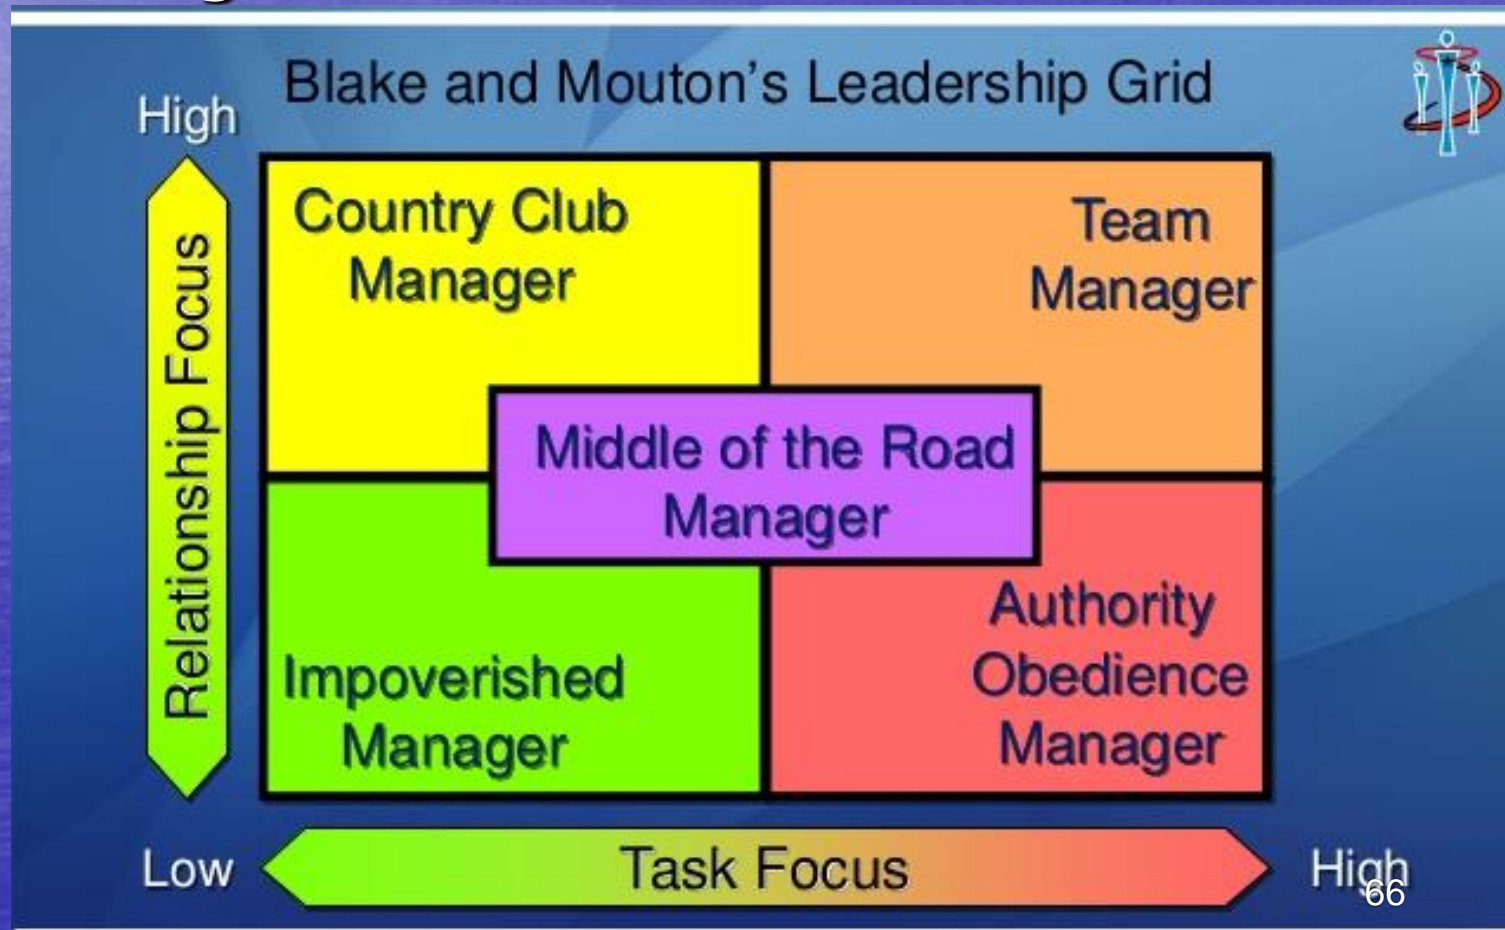 Blake and Mouton's Leadership Grid
High
Country Club
Manager
Team
Manager
Relationship Focus
Middle of the Road
Manager
Impoverished
Manager
Authority
Obedience
Manager
Low
Task Focus
High
66